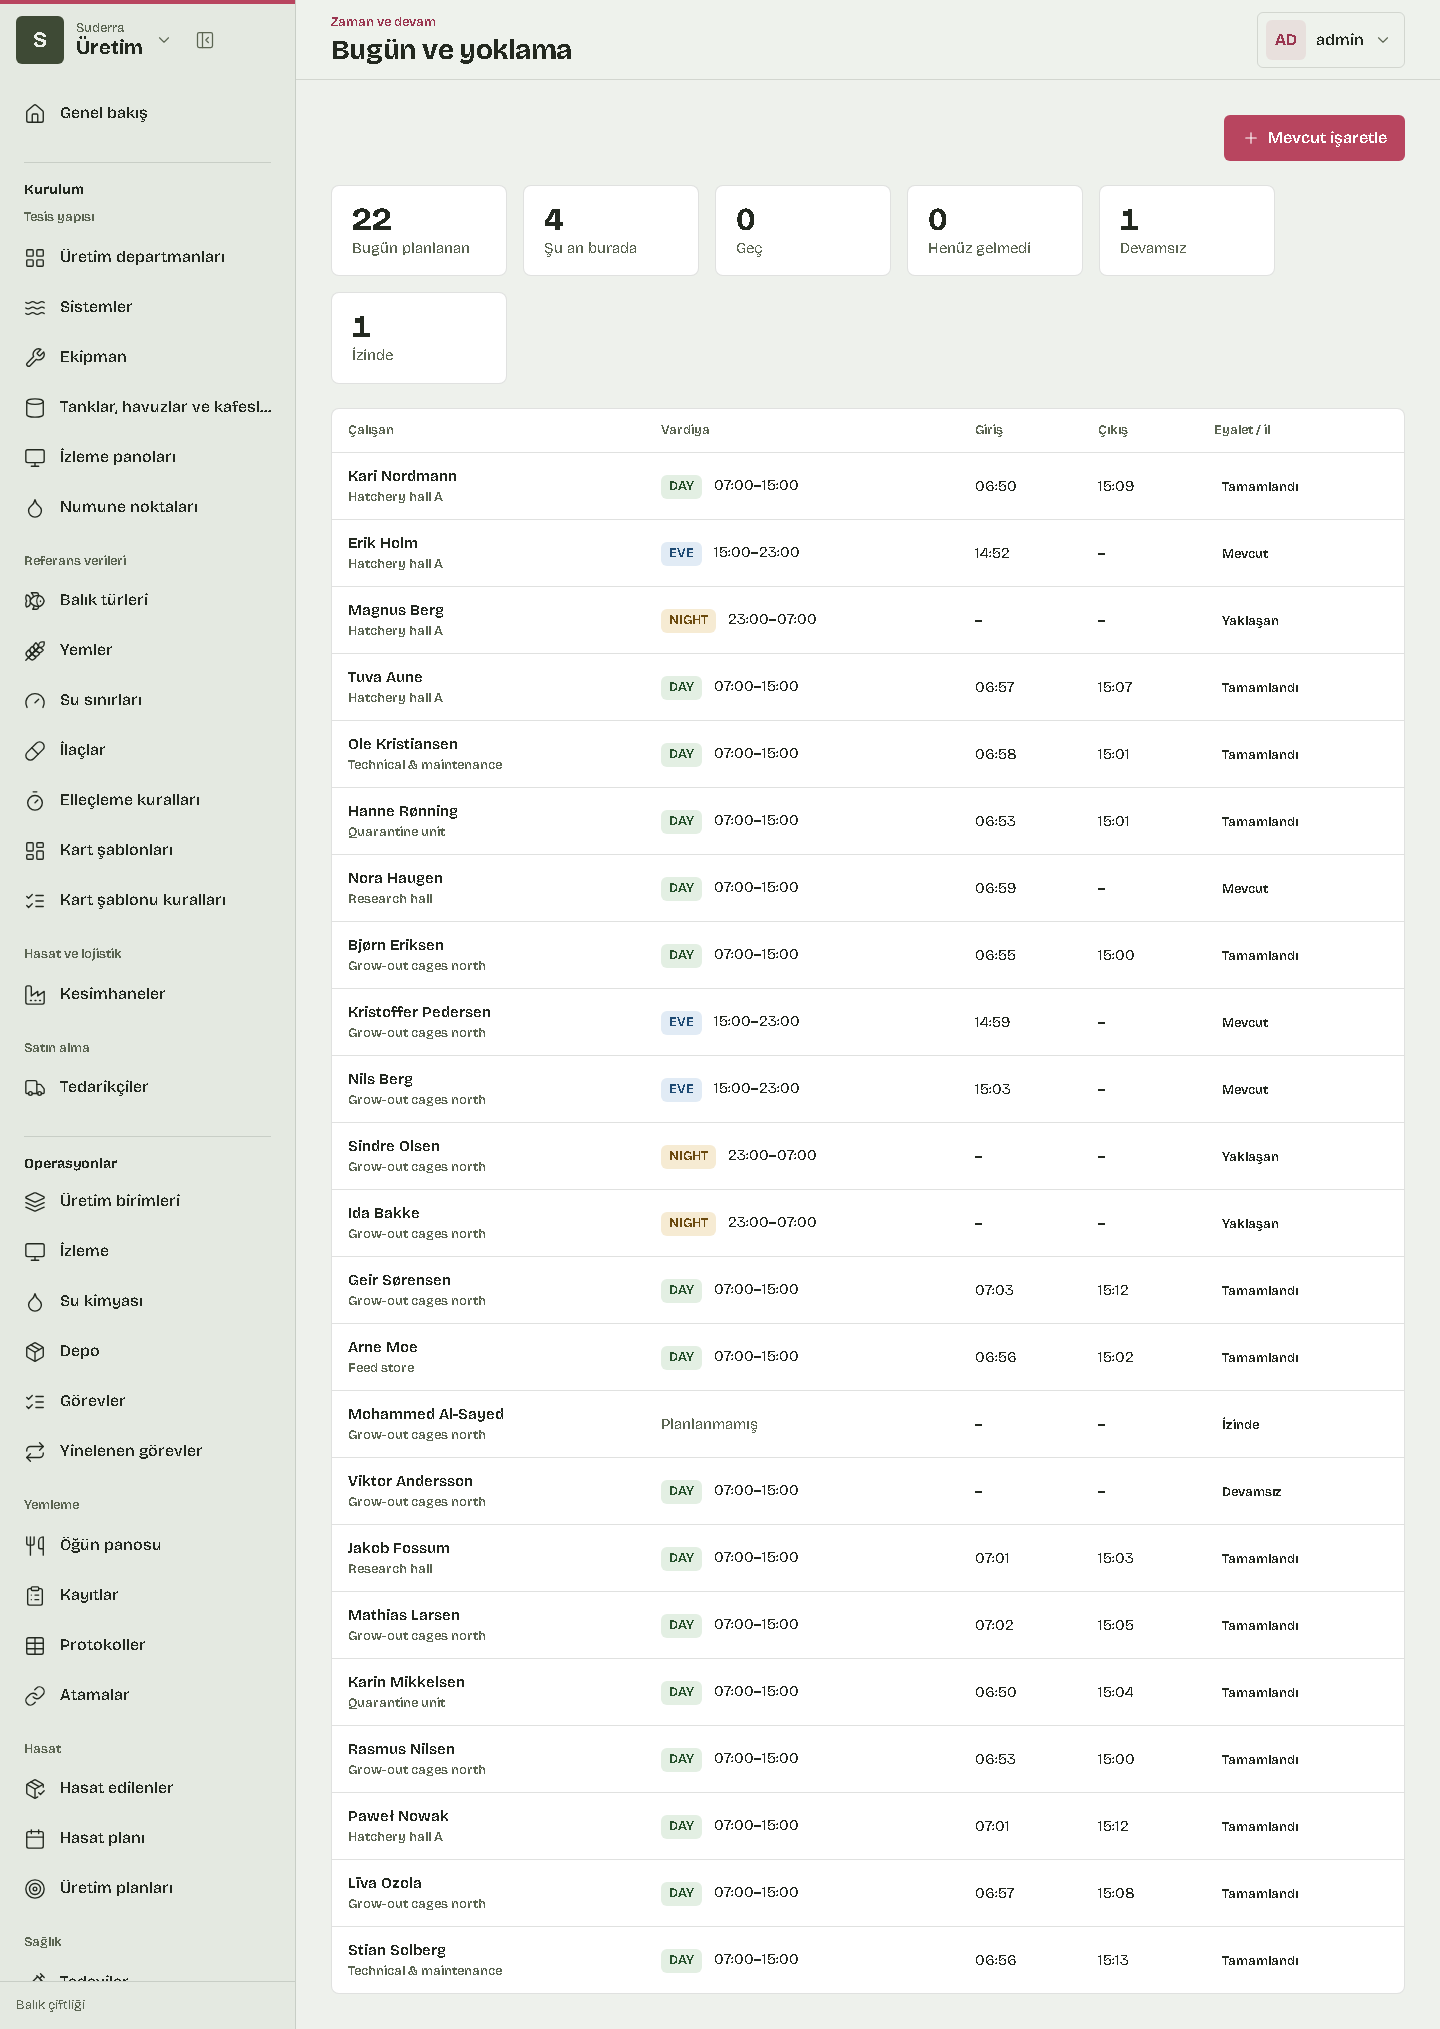 S
Suderra
Üretim
Genel bakış
Kurulum
Tesis yapısı
Üretim departmanları
Sistemler
Ekipman
Tanklar, havuzlar ve kafesl...
İzleme panoları
Numune noktaları
Referans verileri
Balık türleri
Yemler
Su sınırları
İlaçlar
Elleçleme kuralları
Kart şablonları
Kart şablonu kuralları
Hasat ve lojistik
Kesimhaneler
Satın alma
Tedarikçiler
Operasyonlar
Üretim birimleri
İzleme
Su kimyası
Depo
Görevler
Yinelenen görevler
Yemleme
Öğün panosu
Kayıtlar
Protokoller
Atamalar
Hasat
Hasat edilenler
Hasat planı
Üretim planları
Sağlık
Balık çiftliği
Zaman ve devam
Bugün ve yoklama
AD admin
Mevcut işaretle
22
Bugün planlanan
4
Şu an burada
0
Geç
0
Henüz gelmedi
1
Devamsız
1
İzinde
Çalışan Vardiya Giriş Çıkış Eyalet / il
Kari Nordmann
Hatchery hall A
DAY 07:00–15:00 06:50 15:09 Tamamlandı
Erik Holm
Hatchery hall A
EVE 15:00–23:00 14:52 – Mevcut
Magnus Berg
Hatchery hall A
NIGHT 23:00–07:00 – – Yaklaşan
Tuva Aune
Hatchery hall A
DAY 07:00–15:00 06:57 15:07 Tamamlandı
Ole Kristiansen
Technical & maintenance
DAY 07:00–15:00 06:58 15:01 Tamamlandı
Hanne Rønning
Quarantine unit
DAY 07:00–15:00 06:53 15:01 Tamamlandı
Nora Haugen
Research hall
DAY 07:00–15:00 06:59 – Mevcut
Bjørn Eriksen
Grow-out cages north
DAY 07:00–15:00 06:55 15:00 Tamamlandı
Kristoffer Pedersen
Grow-out cages north
EVE 15:00–23:00 14:59 – Mevcut
Nils Berg
Grow-out cages north
EVE 15:00–23:00 15:03 – Mevcut
Sindre Olsen
Grow-out cages north
NIGHT 23:00–07:00 – – Yaklaşan
Ida Bakke
Grow-out cages north
NIGHT 23:00–07:00 – – Yaklaşan
Geir Sørensen
Grow-out cages north
DAY 07:00–15:00 07:03 15:12 Tamamlandı
Arne Moe
Feed store
DAY 07:00–15:00 06:56 15:02 Tamamlandı
Mohammed Al-Sayed
Grow-out cages north
Planlanmamış – – İzinde
Viktor Andersson
Grow-out cages north
DAY 07:00–15:00 – – Devamsız
Jakob Fossum
Research hall
DAY 07:00–15:00 07:01 15:03 Tamamlandı
Mathias Larsen
Grow-out cages north
DAY 07:00–15:00 07:02 15:05 Tamamlandı
Karin Mikkelsen
Quarantine unit
DAY 07:00–15:00 06:50 15:04 Tamamlandı
Rasmus Nilsen
Grow-out cages north
DAY 07:00–15:00 06:53 15:00 Tamamlandı
Paweł Nowak
Hatchery hall A
DAY 07:00–15:00 07:01 15:12 Tamamlandı
Līva Ozola
Grow-out cages north
DAY 07:00–15:00 06:57 15:08 Tamamlandı
Stian Solberg
Technical & maintenance
DAY 07:00–15:00 06:56 15:13 Tamamlandı